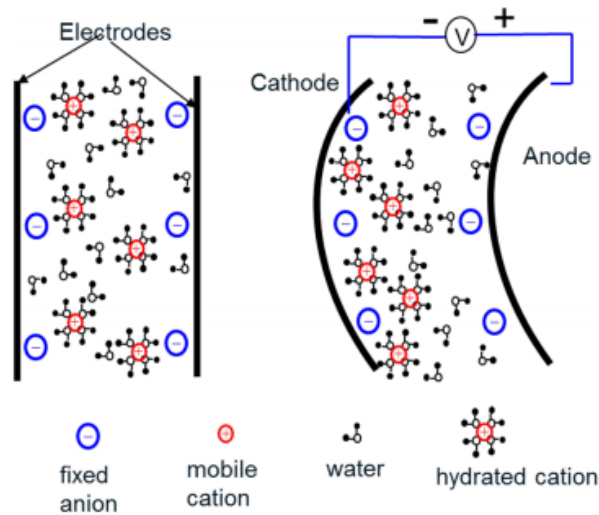 Electrodes
- V +
Cathode
Anode
fixed
anion
mobile
cation
water
hydrated cation